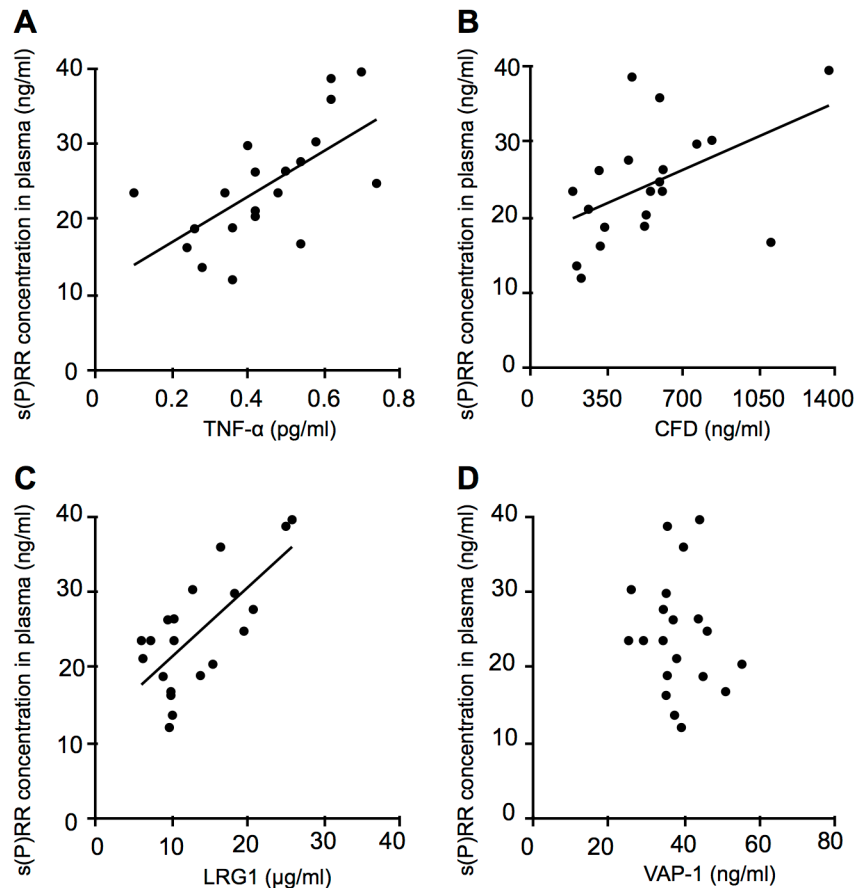 A
s(P)RR concentration in plasma (ng/ml)
40
30
20
10
0
0 0.2 0.4 0.6 0.8
TNF-α (pg/ml)
B
s(P)RR concentration in plasma (ng/ml)
40
30
20
10
0
0 350 700 1050 1400
CFD (ng/ml)
C
s(P)RR concentration in plasma (ng/ml)
40
30
20
10
0
0 10 20 30 40
LRG1 (μg/ml)
D
s(P)RR concentration in plasma (ng/ml)
40
30
20
10
0
0 20 40 60 80
VAP-1 (ng/ml)